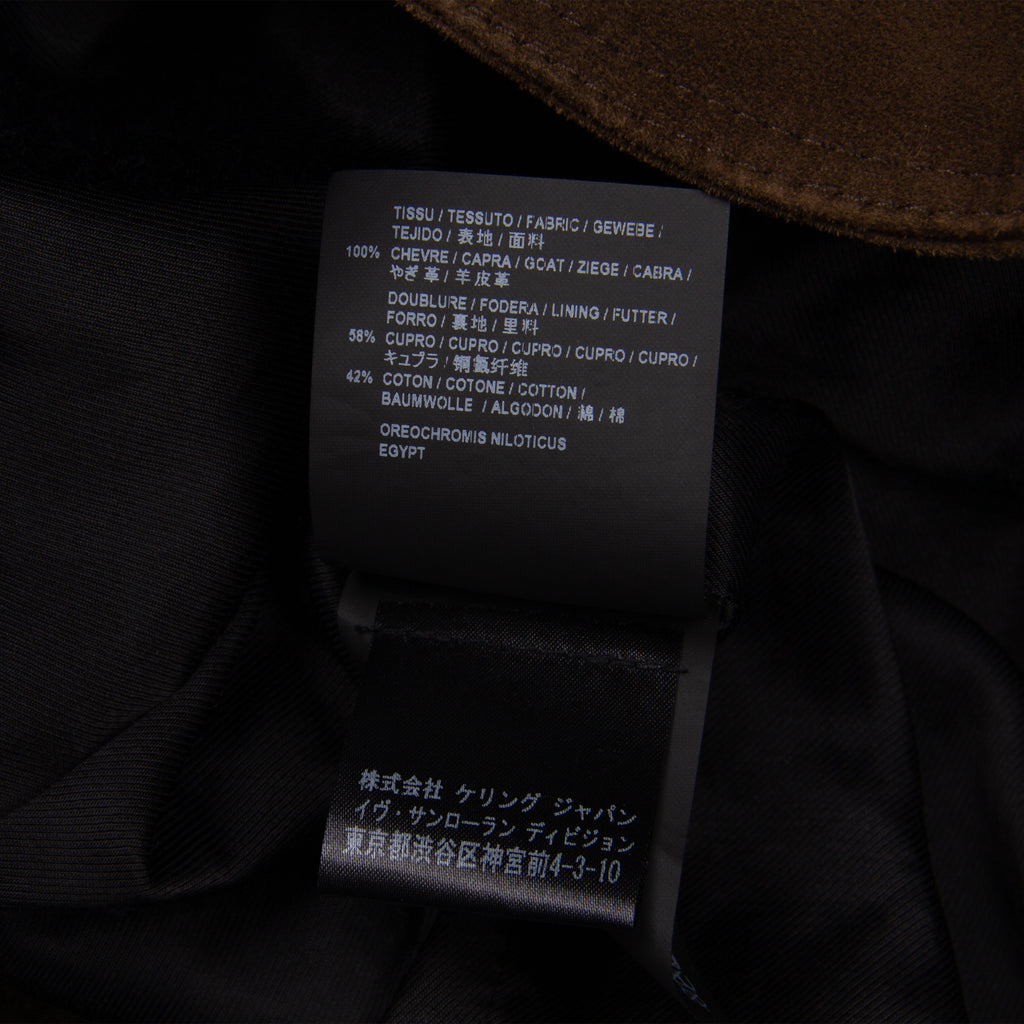 TISSU / TESSUTO / FABRIC / GEWEBE /
TEJIDO / 表地 / 面料
100% CHEVRE / CAPRA / GOAT / ZIEGE / CABRA /
やぎ革 / 羊皮革
DOUBLURE / FODERA / LINING / FUTTER /
FORRO / 裏地 / 里料
58% CUPRO / CUPRO / CUPRO / CUPRO / CUPRO /
キュプラ / 铜氨纤维
42% COTON / COTONE / COTTON /
BAUMWOLLE / ALGODON / 綿 / 棉
OREOCHROMIS NILOTICUS
EGYPT
株式会社 ケリング ジャパン
イヴ・サンローラン ディビジョン
東京都渋谷区神宮前4-3-10